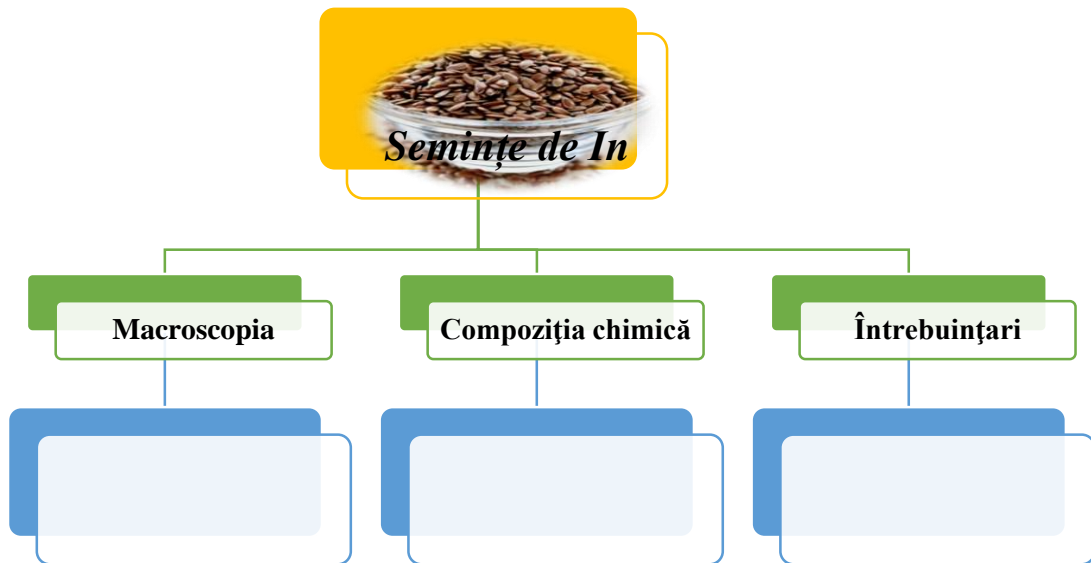 Semințe de In
Macroscopia
Compoziţia chimică
Întrebuinţari